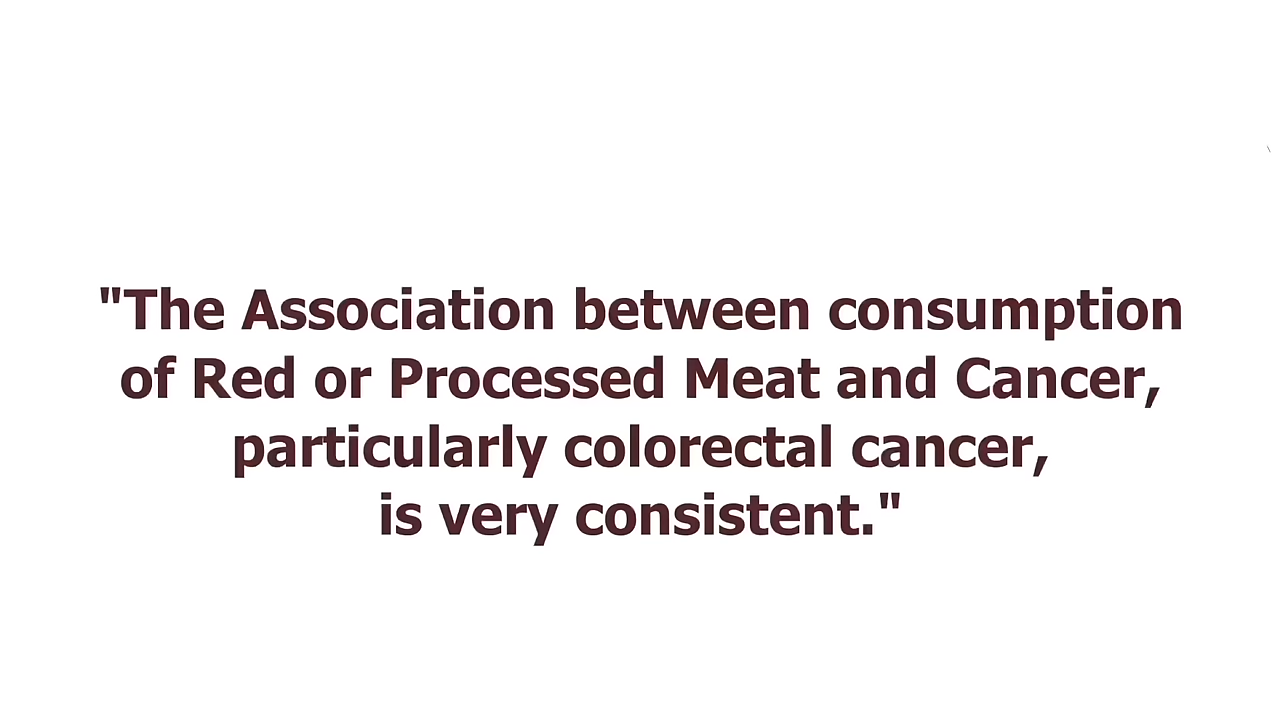 "The Association between consumption
of Red or Processed Meat and Cancer,
particularly colorectal cancer,
is very consistent."